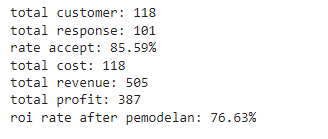 total customer: 118
total response: 101
rate accept: 85.59%
total cost: 118
total revenue: 505
total profit: 387
roi rate after pemodelan: 76.63%